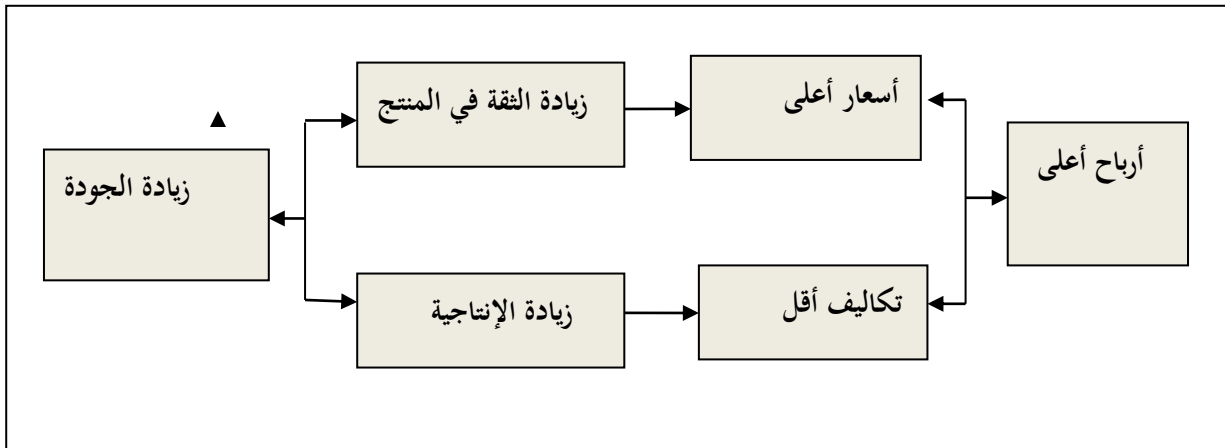 زيادة الجودة
زيادة الثقة في المنتج
أسعار أعلى
زيادة الإنتاجية
تكاليف أقل
أرباح أعلى